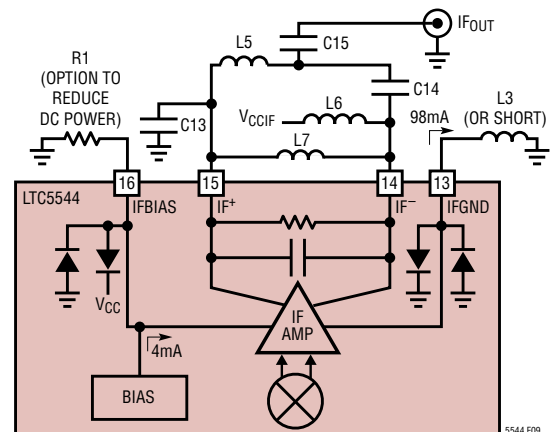 IFOUT
L5
C15
R1
(OPTION TO
REDUCE
DC POWER)
C14
L6
VCCIF
98mA
L3
(OR SHORT)
C13
L7
LTC5544
16
15
14
13
IFBIAS
IF+
IF−
IFGND
VCC
IF
AMP
4mA
BIAS
5544 F09